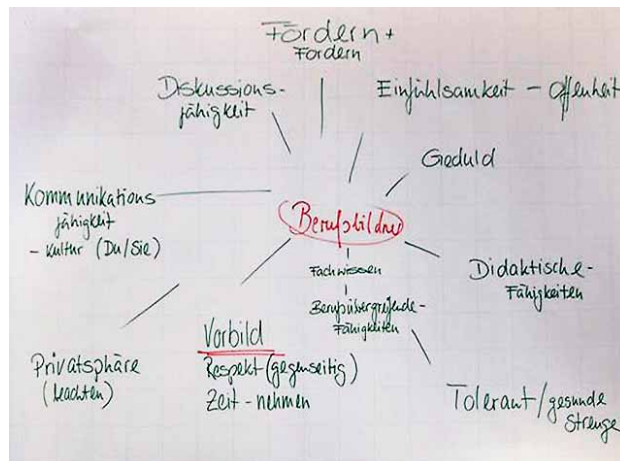 Fördern +
Fordern
Diskussions-
fähigkeit
Einfühlsamkeit - Offenheit
Geduld
Kommunikations
fähigkeit
- Kultur (Du/Sie)
Berufsbildner
Fachwissen
Berufsübergreifende-
Fähigkeiten
Didaktische-
Fähigkeiten
Vorbild
Respekt (gegenseitig)
Zeit - nehmen
Privatsphäre
(beachten)
Tolerant/gesunde
Strenge